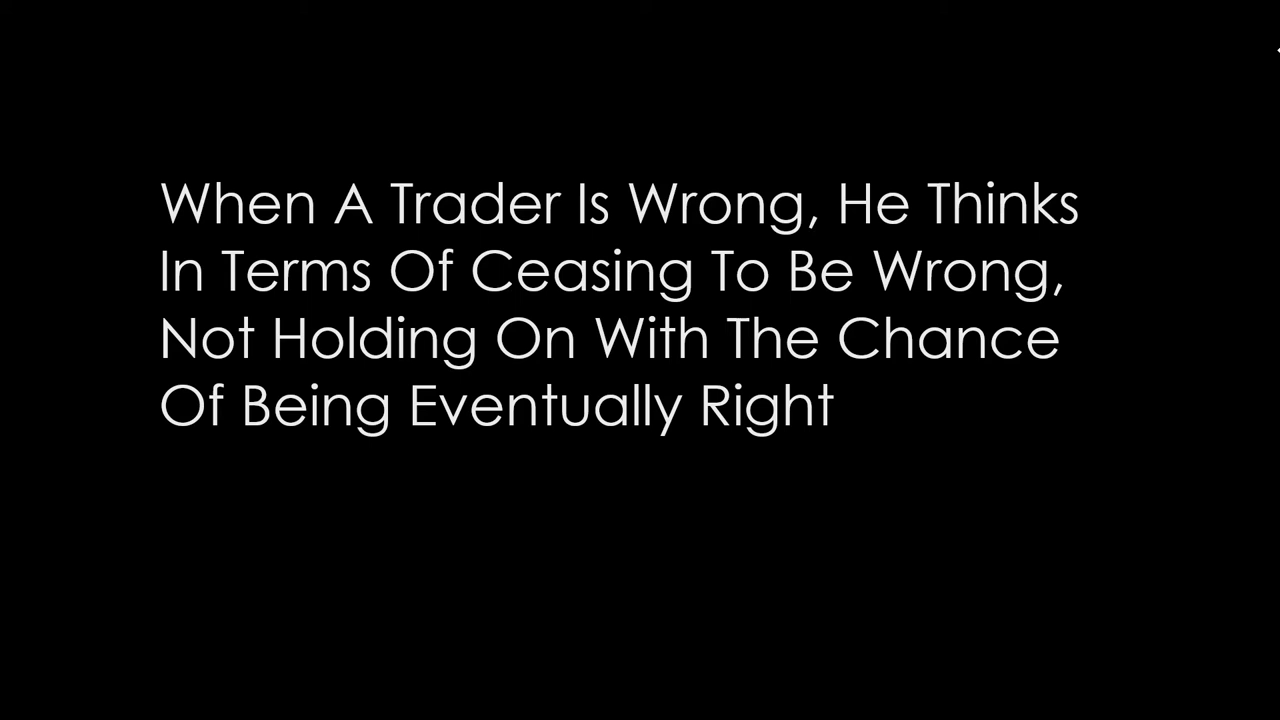 When A Trader Is Wrong, He Thinks
In Terms Of Ceasing To Be Wrong,
Not Holding On With The Chance
Of Being Eventually Right